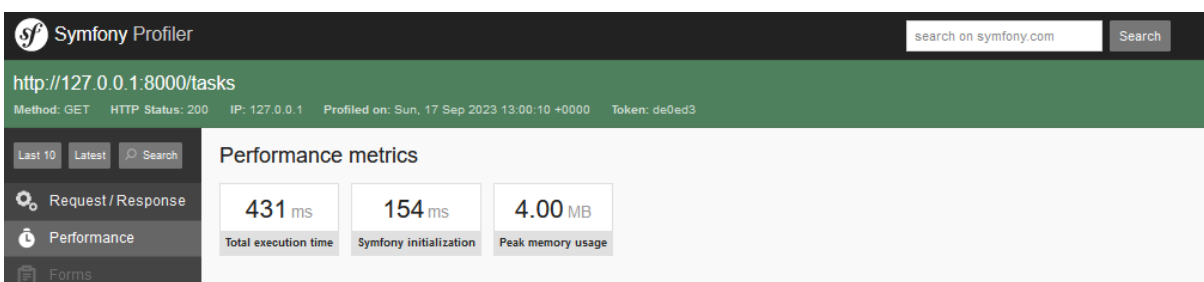 sf Symfony Profiler
search on symfony.com Search
http://127.0.0.1:8000/tasks
Method: GET HTTP Status: 200 IP: 127.0.0.1 Profiled on: Sun, 17 Sep 2023 13:00:10 +0000 Token: de0ed3
Last 10 Latest Search
Request / Response
Performance
Forms
Performance metrics
431 ms
Total execution time
154 ms
Symfony initialization
4.00 MB
Peak memory usage